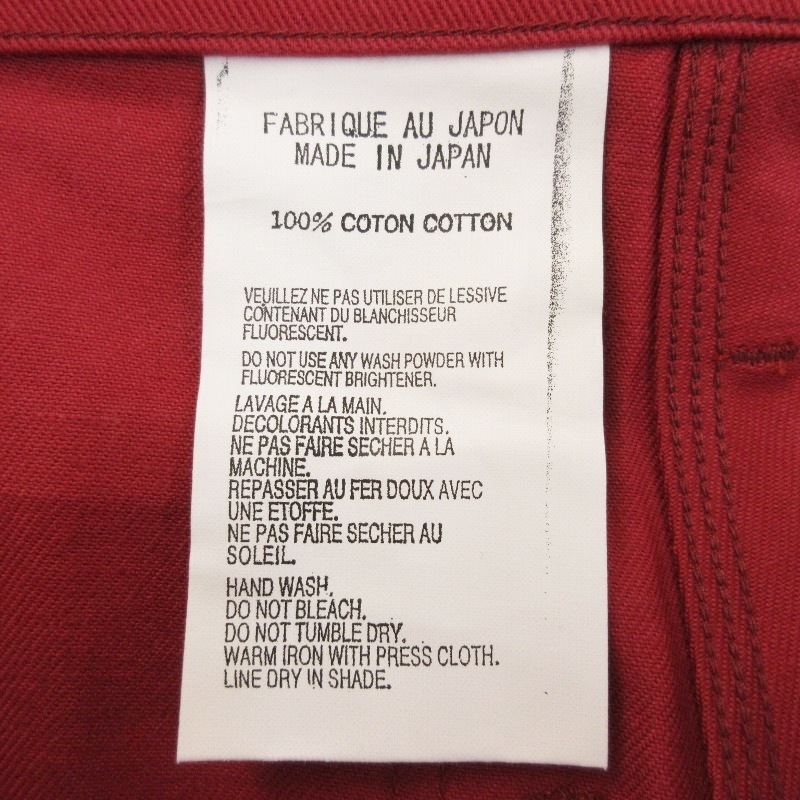 FABRIQUE AU JAPON
MADE IN JAPAN
100% COTON COTTON
VEUILLEZ NE PAS UTILISER DE LESSIVE
CONTENANT DU BLANCHISSEUR
FLUORESCENT.
DO NOT USE ANY WASH POWDER WITH
FLUORESCENT BRIGHTENER.
LAVAGE A LA MAIN.
DECOLORANTS INTERDITS.
NE PAS FAIRE SECHER A LA
MACHINE.
REPASSER AU FER DOUX AVEC
UNE ETOFFE.
NE PAS FAIRE SECHER AU
SOLEIL.
HAND WASH.
DO NOT BLEACH.
DO NOT TUMBLE DRY.
WARM IRON WITH PRESS CLOTH.
LINE DRY IN SHADE.